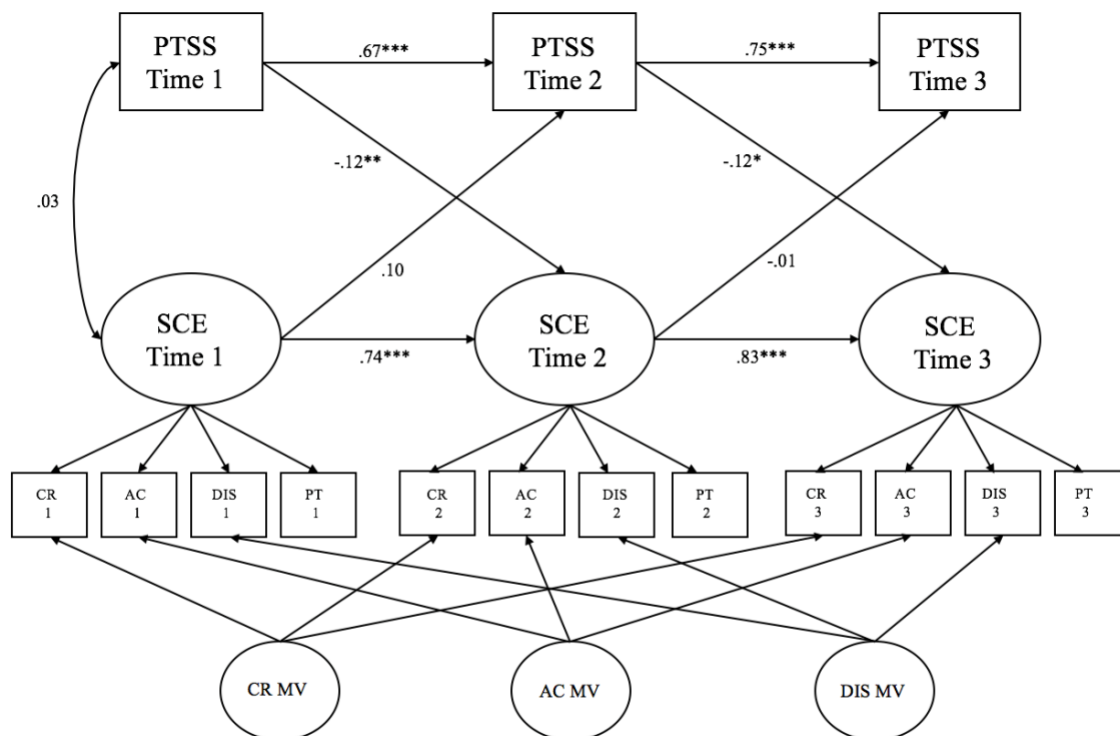 PTSS
Time 1
.67***
PTSS
Time 2
.75***
PTSS
Time 3
-.12**
-.12*
.03
.10
-.01
SCE
Time 1
.74***
SCE
Time 2
.83***
SCE
Time 3
CR
1
AC
1
DIS
1
PT
1
CR
2
AC
2
DIS
2
PT
2
CR
3
AC
3
DIS
3
PT
3
CR MV
AC MV
DIS MV